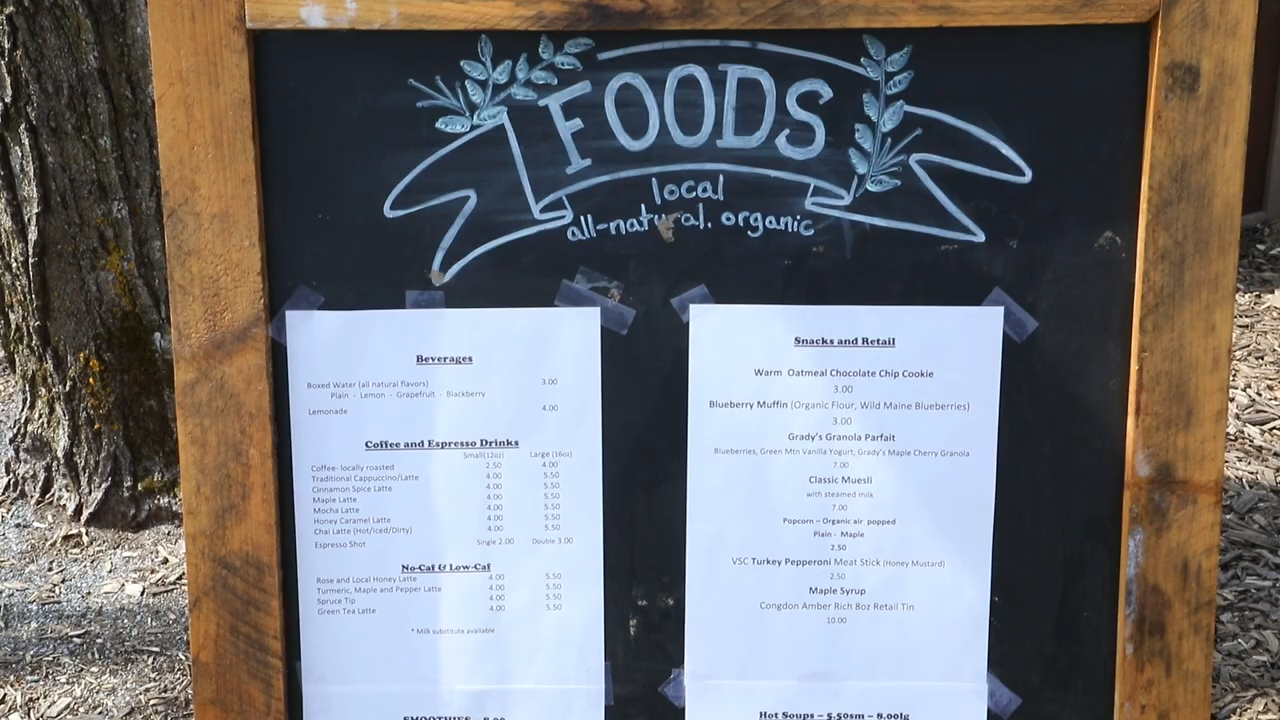 FOODS
local
all-natural, organic
Beverages
Boxed Water (all natural flavors) 3.00
Plain - Lemon - Grapefruit - Blackberry
Lemonade 4.00
Coffee and Espresso Drinks
Small(12oz) Large (16oz)
Coffee- locally roasted 2.50 4.00
Traditional Cappuccino/Latte 4.00 5.50
Cinnamon Spice Latte 4.00 5.50
Maple Latte 4.00 5.50
Mocha Latte 4.00 5.50
Honey Caramel Latte 4.00 5.50
Chai Latte (Hot/Iced/Dirty) 4.00 5.50
Espresso Shot Single 2.00 Double 3.00
No-Caf & Low-Caf
Rose and Local Honey Latte 4.00 5.50
Turmeric, Maple and Pepper Latte 4.00 5.50
Spruce Tip 4.00 5.50
Green Tea Latte 4.00 5.50
* Milk substitute available
SMOOTHIES – 8.00
Snacks and Retail
Warm Oatmeal Chocolate Chip Cookie
3.00
Blueberry Muffin (Organic Flour, Wild Maine Blueberries)
3.00
Grady's Granola Parfait
Blueberries, Green Mtn Vanilla Yogurt, Grady's Maple Cherry Granola
7.00
Classic Muesli
with steamed milk
7.00
Popcorn – Organic air popped
Plain - Maple
2.50
VSC Turkey Pepperoni Meat Stick (Honey Mustard)
2.50
Maple Syrup
Congdon Amber Rich 8oz Retail Tin
10.00
Hot Soups – 5.50sm – 8.00lg